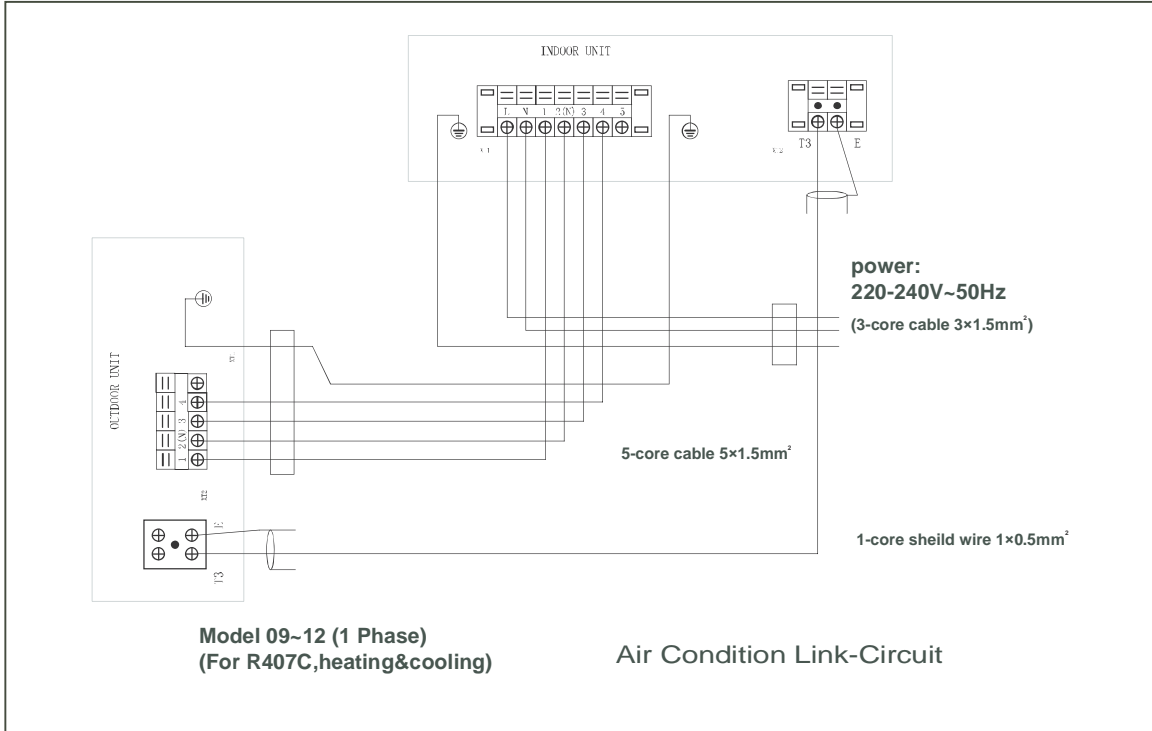 INDOOR UNIT
L N 1 2(N) 3 4 5
T3 E
power:
220-240V~50Hz
(3-core cable 3×1.5mm²)
OUTDOOR UNIT
4
3
2(N)
1
5-core cable 5×1.5mm²
E
T3
1-core sheild wire 1×0.5mm²
Model 09~12 (1 Phase)
(For R407C,heating&cooling)
Air Condition Link-Circuit